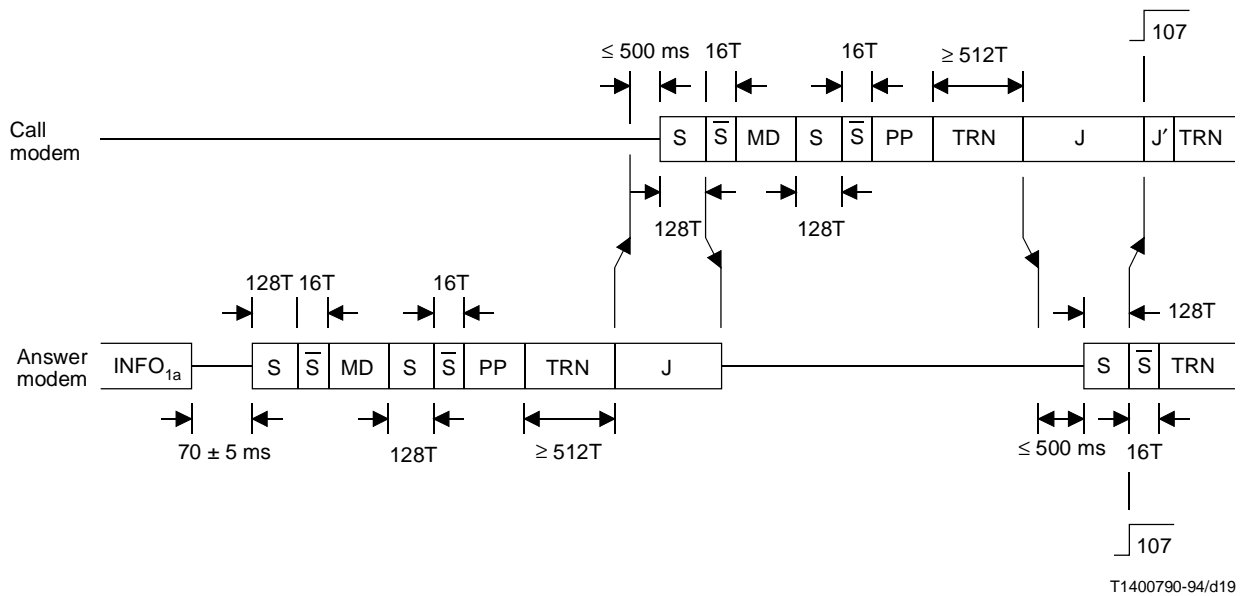 107
≤ 500 ms 16T 16T ≥ 512T
Call modem
S S̅ MD S S̅ PP TRN J J′ TRN
128T 128T
128T 16T 16T 128T
Answer modem
INFO1a S S̅ MD S S̅ PP TRN J S S̅ TRN
70 ± 5 ms 128T ≥ 512T ≤ 500 ms 16T
107
T1400790-94/d19